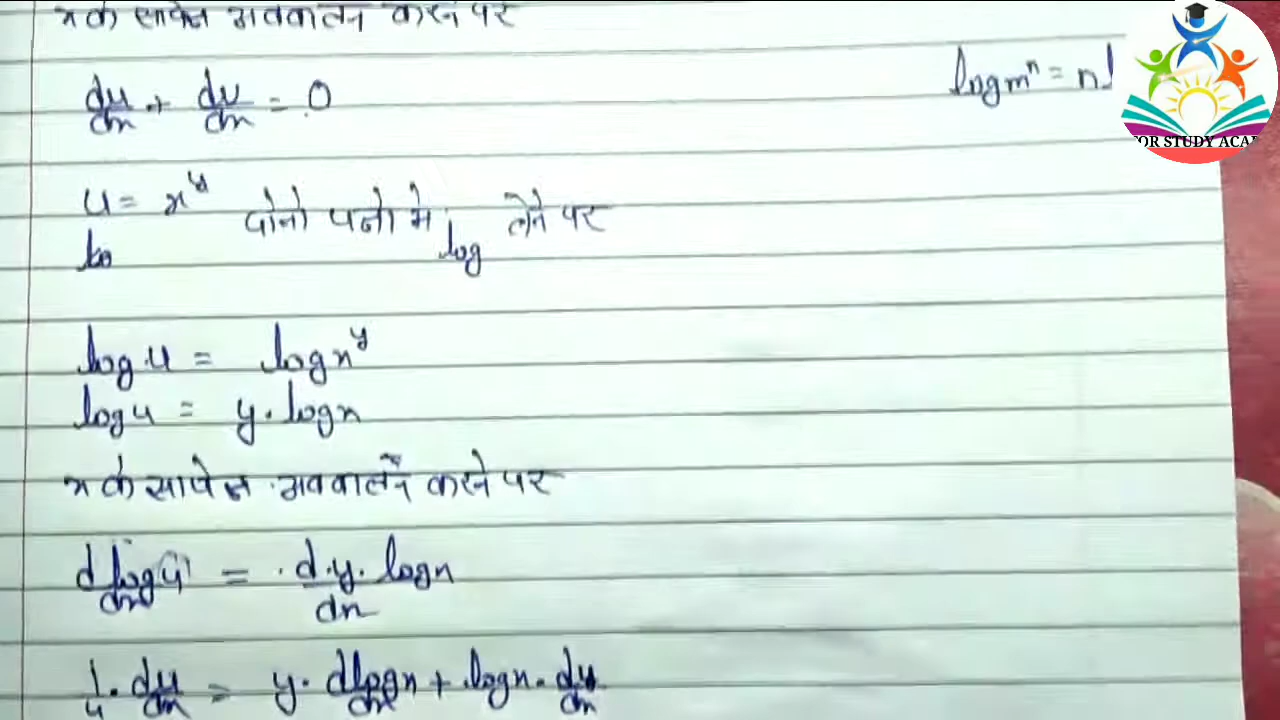 x के सापेक्ष अवकलन करने पर
du/dx + dv/dx = 0
log m^n = n l
OR STUDY ACA
u = x^y दोनो पक्षो मे log लेने पर
lo
log u = log x^y
log u = y. log x
x के सापेक्ष अवकलन करने पर
d log u/dx = d.y. log x/dx
1/u . du/dx = y. d log x/dx + log x. dy/dx